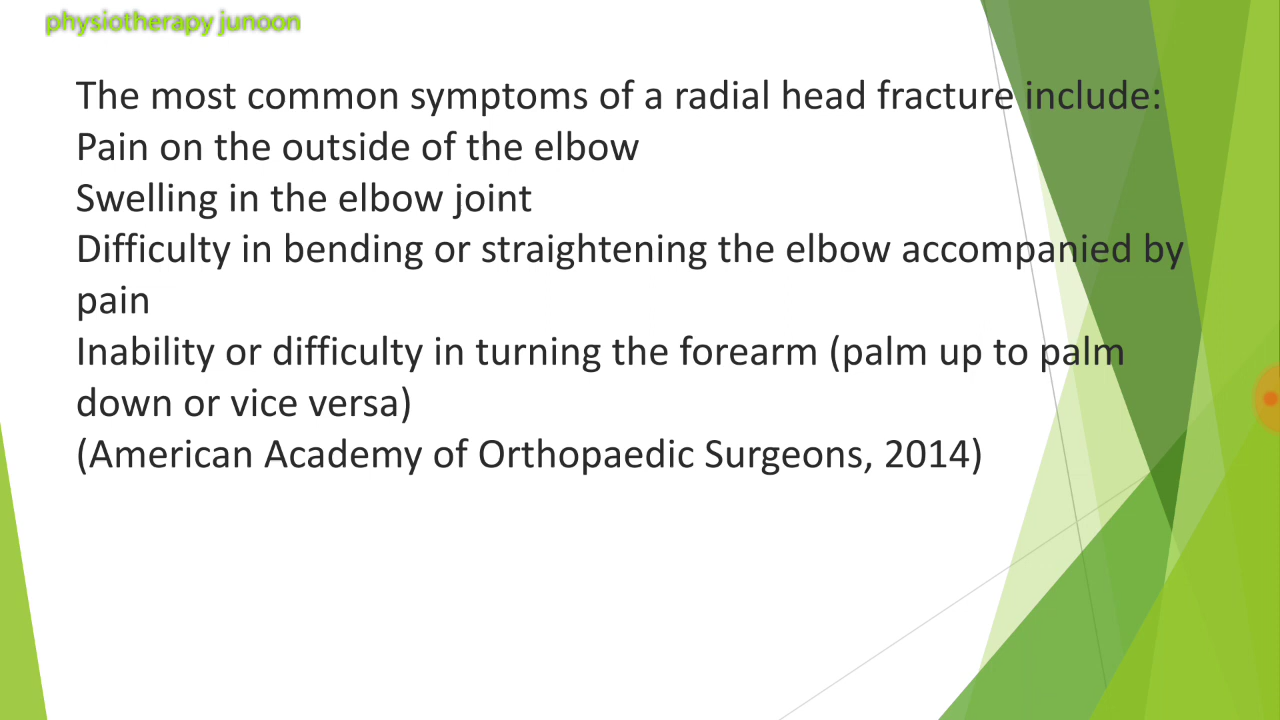 physiotherapy junoon
The most common symptoms of a radial head fracture include:
Pain on the outside of the elbow
Swelling in the elbow joint
Difficulty in bending or straightening the elbow accompanied by
pain
Inability or difficulty in turning the forearm (palm up to palm
down or vice versa)
(American Academy of Orthopaedic Surgeons, 2014)